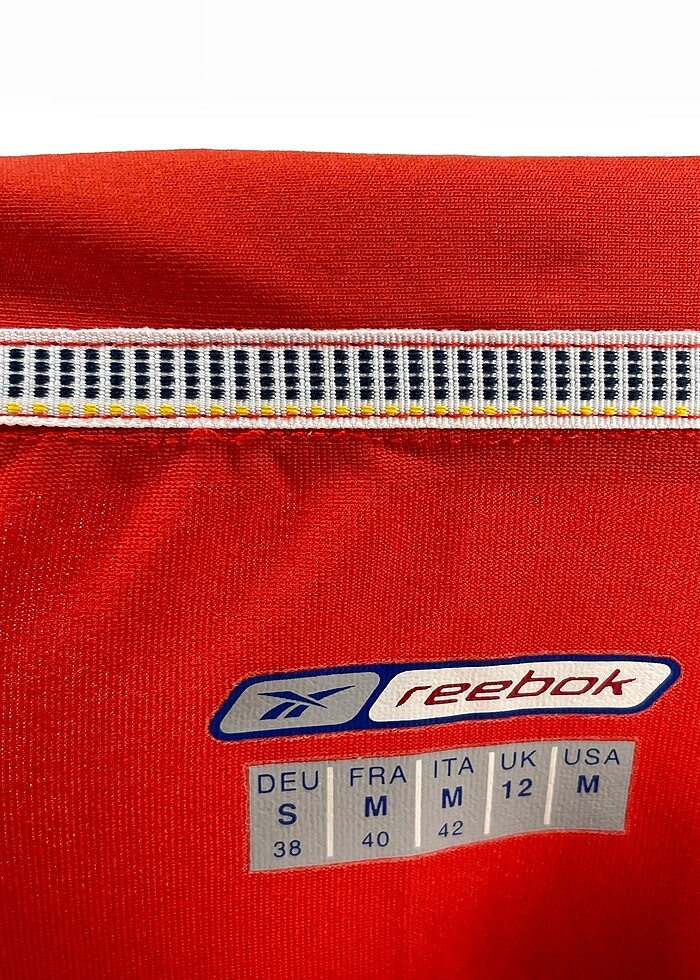 reebok
DEU FRA ITA UK USA
S M M 12 M
38 40 42